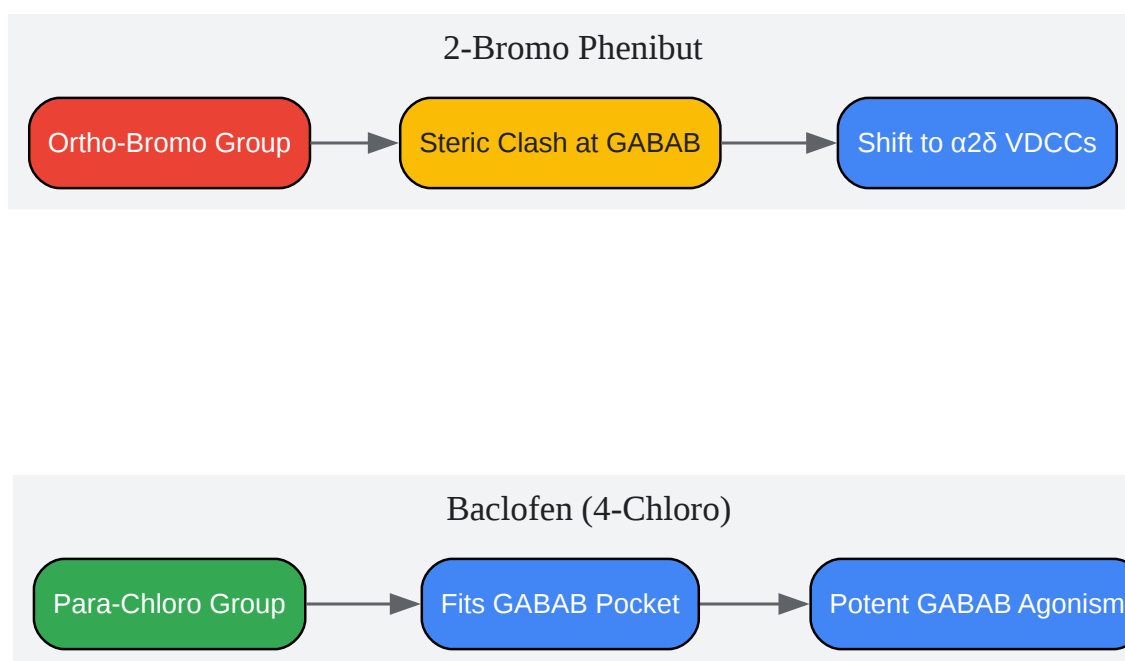 2-Bromo Phenibut
Ortho-Bromo Group
Steric Clash at GABAB
Shift to α2δ VDCCs
Baclofen (4-Chloro)
Para-Chloro Group
Fits GABAB Pocket
Potent GABAB Agonism